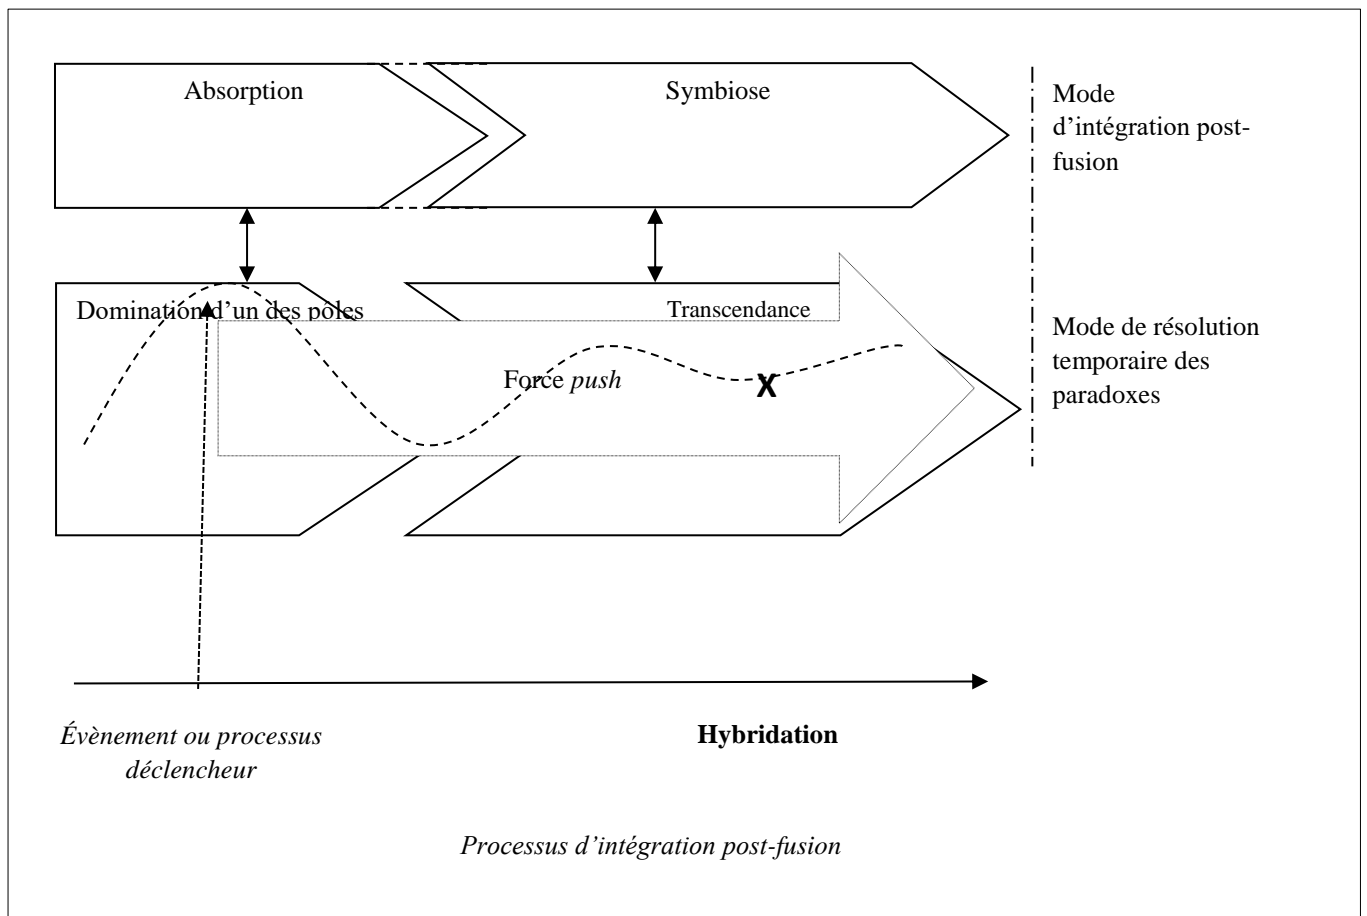 Absorption
Symbiose
Mode
d’intégration post-
fusion
Domination d’un des pôles
Transcendance
Force push
X
Mode de résolution
temporaire des
paradoxes
Évènement ou processus
déclencheur
Hybridation
Processus d’intégration post-fusion